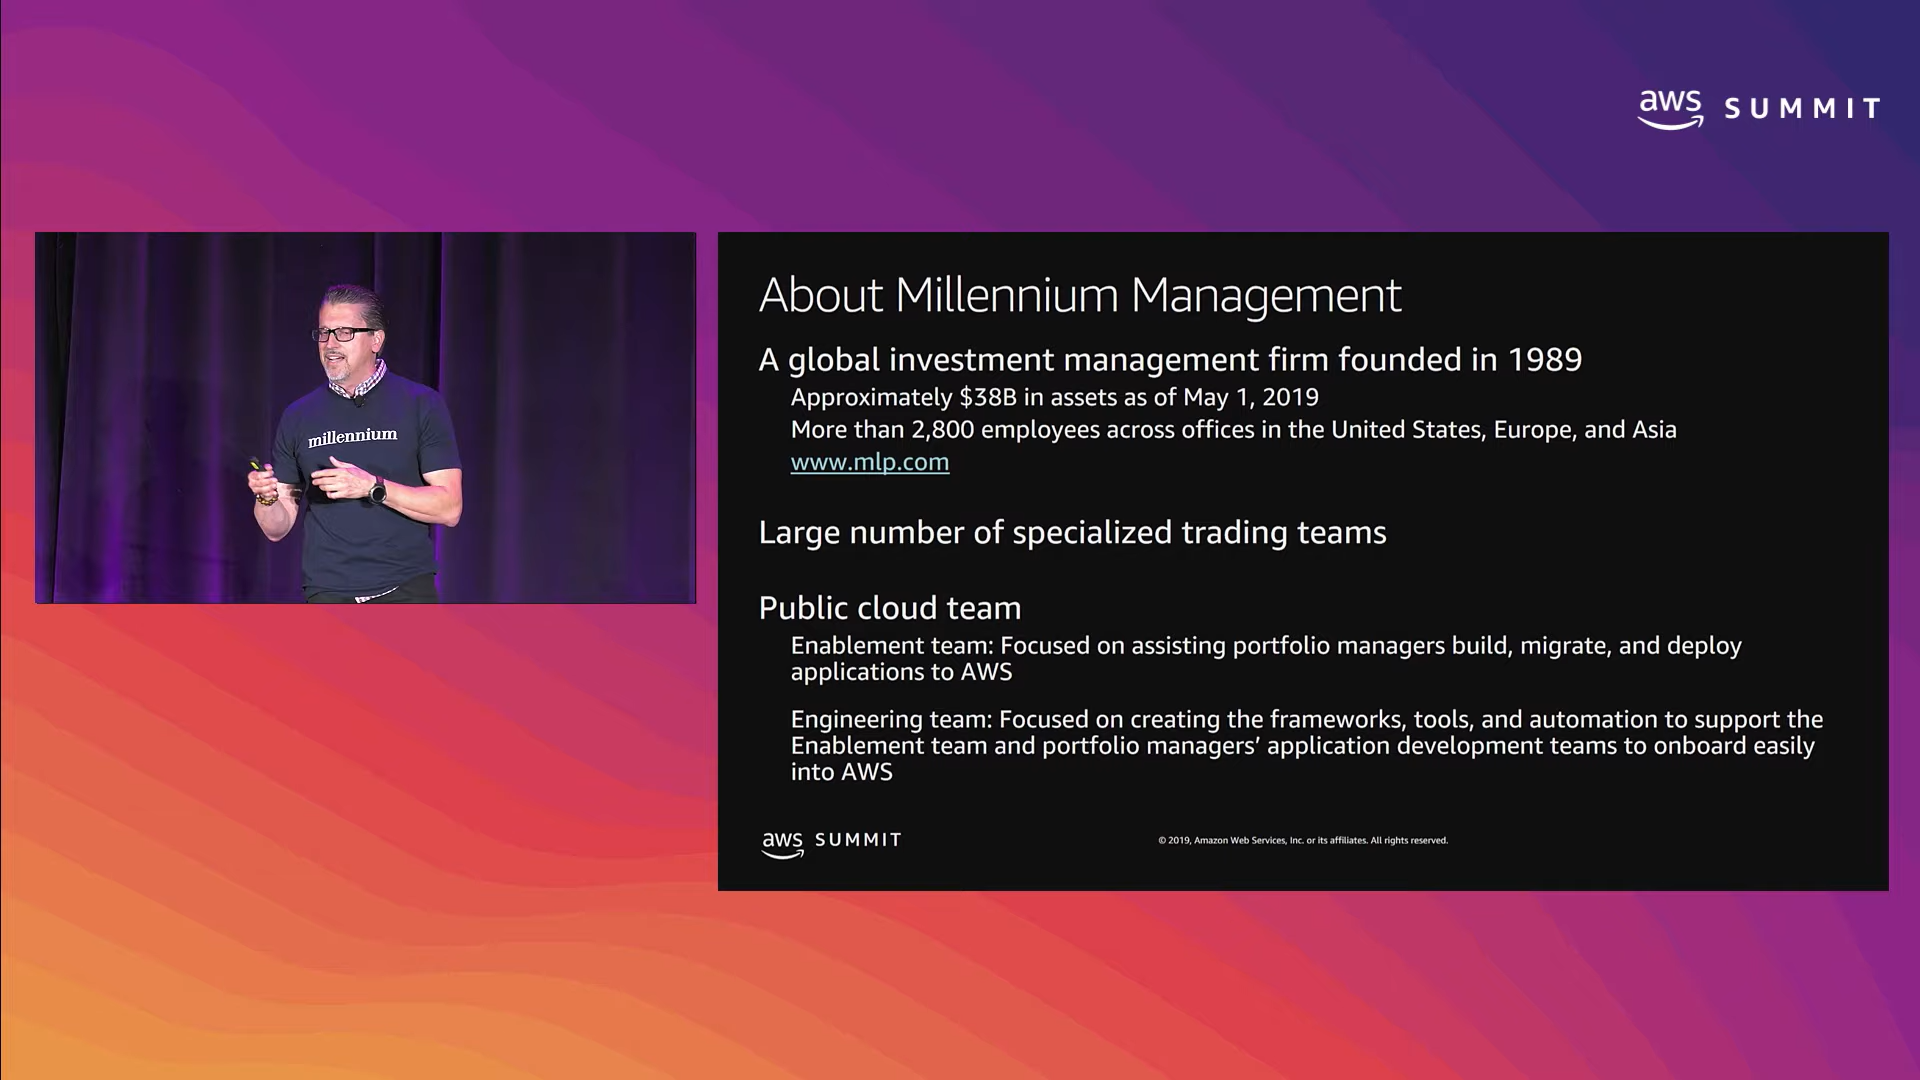 aws SUMMIT
millennium
About Millennium Management
A global investment management firm founded in 1989
Approximately $38B in assets as of May 1, 2019
More than 2,800 employees across offices in the United States, Europe, and Asia
www.mlp.com
Large number of specialized trading teams
Public cloud team
Enablement team: Focused on assisting portfolio managers build, migrate, and deploy
applications to AWS
Engineering team: Focused on creating the frameworks, tools, and automation to support the
Enablement team and portfolio managers’ application development teams to onboard easily
into AWS
aws SUMMIT
© 2019, Amazon Web Services, Inc. or its affiliates. All rights reserved.